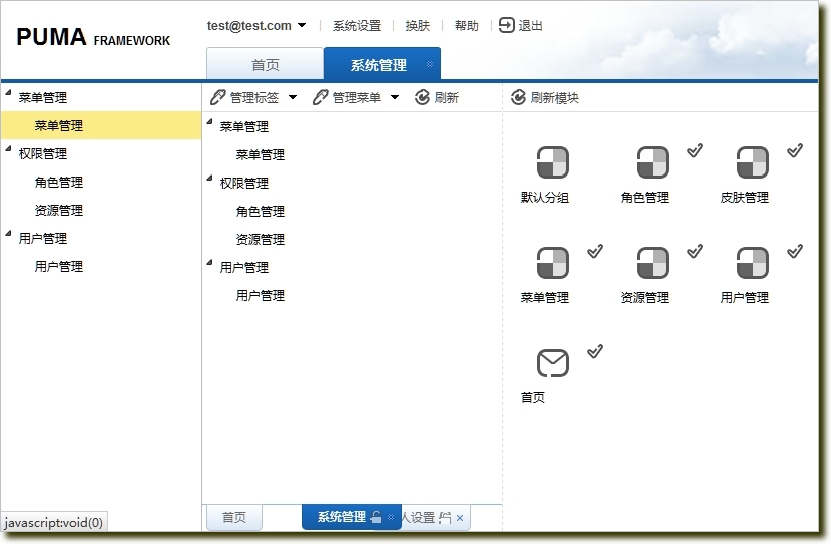 PUMA FRAMEWORK
test@test.com 系统设置 换肤 帮助 退出
首页 系统管理
菜单管理
菜单管理
权限管理
角色管理
资源管理
用户管理
用户管理
管理标签 管理菜单 刷新
菜单管理
菜单管理
权限管理
角色管理
资源管理
用户管理
用户管理
刷新模块
默认分组 角色管理 皮肤管理
菜单管理 资源管理 用户管理
首页
首页 系统管理 人设置
javascript:void(0)